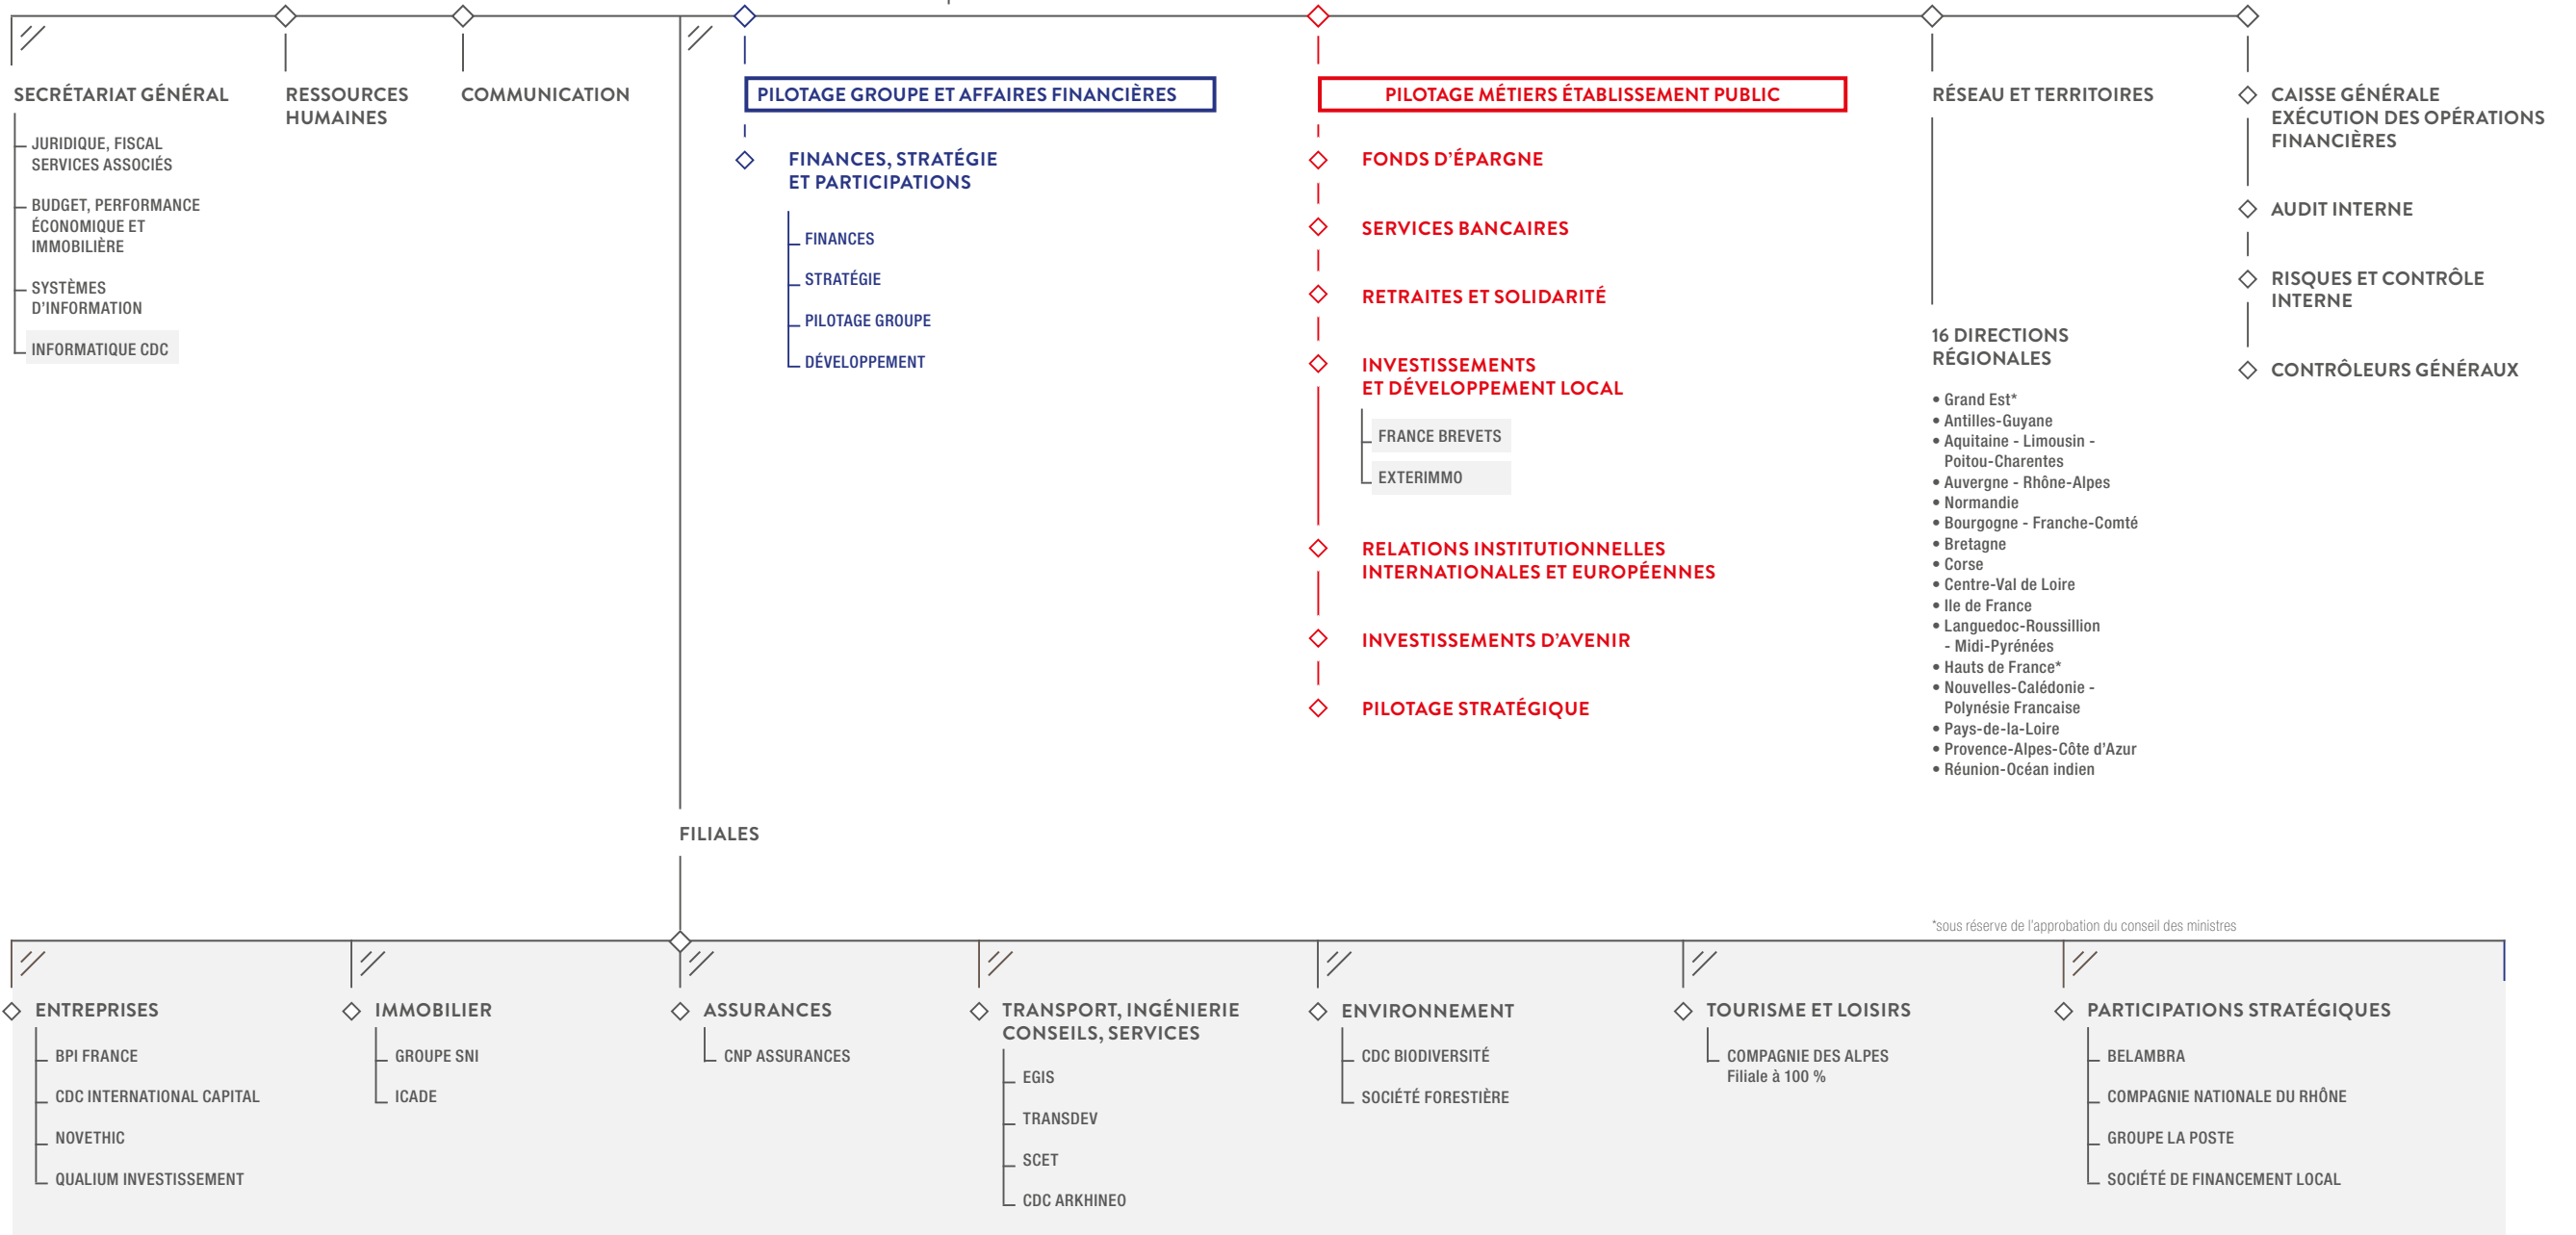 SECRÉTARIAT GÉNÉRAL
JURIDIQUE, FISCAL
SERVICES ASSOCIÉS
BUDGET, PERFORMANCE
ÉCONOMIQUE ET
IMMOBILIÈRE
SYSTÈMES
D'INFORMATION
INFORMATIQUE CDC
RESSOURCES
HUMAINES
COMMUNICATION
PILOTAGE GROUPE ET AFFAIRES FINANCIÈRES
FINANCES, STRATÉGIE
ET PARTICIPATIONS
FINANCES
STRATÉGIE
PILOTAGE GROUPE
DÉVELOPPEMENT
PILOTAGE MÉTIERS ÉTABLISSEMENT PUBLIC
FONDS D'ÉPARGNE
SERVICES BANCAIRES
RETRAITES ET SOLIDARITÉ
INVESTISSEMENTS
ET DÉVELOPPEMENT LOCAL
FRANCE BREVETS
EXTERIMMO
RELATIONS INSTITUTIONNELLES
INTERNATIONALES ET EUROPÉENNES
INVESTISSEMENTS D'AVENIR
PILOTAGE STRATÉGIQUE
RÉSEAU ET TERRITOIRES
16 DIRECTIONS
RÉGIONALES
• Grand Est*
• Antilles-Guyane
• Aquitaine - Limousin -
Poitou-Charentes
• Auvergne - Rhône-Alpes
• Normandie
• Bourgogne - Franche-Comté
• Bretagne
• Corse
• Centre-Val de Loire
• Ile de France
• Languedoc-Roussillion
- Midi-Pyrénées
• Hauts de France*
• Nouvelles-Calédonie -
Polynésie Francaise
• Pays-de-la-Loire
• Provence-Alpes-Côte d'Azur
• Réunion-Océan indien
CAISSE GÉNÉRALE
EXÉCUTION DES OPÉRATIONS
FINANCIÈRES
AUDIT INTERNE
RISQUES ET CONTRÔLE
INTERNE
CONTRÔLEURS GÉNÉRAUX
FILIALES
*sous réserve de l'approbation du conseil des ministres
ENTREPRISES
BPI FRANCE
CDC INTERNATIONAL CAPITAL
NOVETHIC
QUALIUM INVESTISSEMENT
IMMOBILIER
GROUPE SNI
ICADE
ASSURANCES
CNP ASSURANCES
TRANSPORT, INGÉNIERIE
CONSEILS, SERVICES
EGIS
TRANSDEV
SCET
CDC ARKHINEO
ENVIRONNEMENT
CDC BIODIVERSITÉ
SOCIÉTÉ FORESTIÈRE
TOURISME ET LOISIRS
COMPAGNIE DES ALPES
Filiale à 100 %
PARTICIPATIONS STRATÉGIQUES
BELAMBRA
COMPAGNIE NATIONALE DU RHÔNE
GROUPE LA POSTE
SOCIÉTÉ DE FINANCEMENT LOCAL